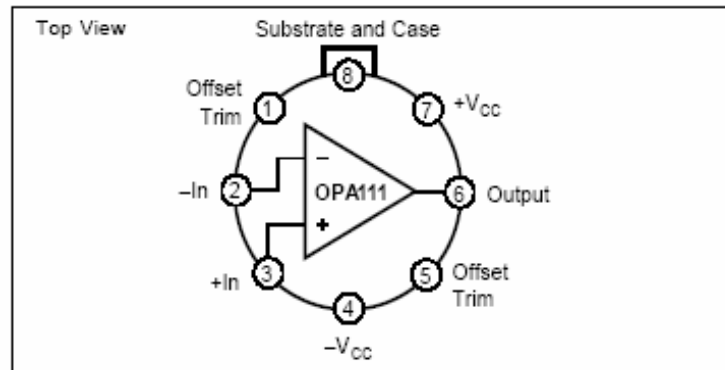 Top View
Substrate and Case
8
Offset
Trim
1
7
+VCC
–In
2
–
OPA111
+
6
Output
+In
3
5
Offset
Trim
4
–VCC